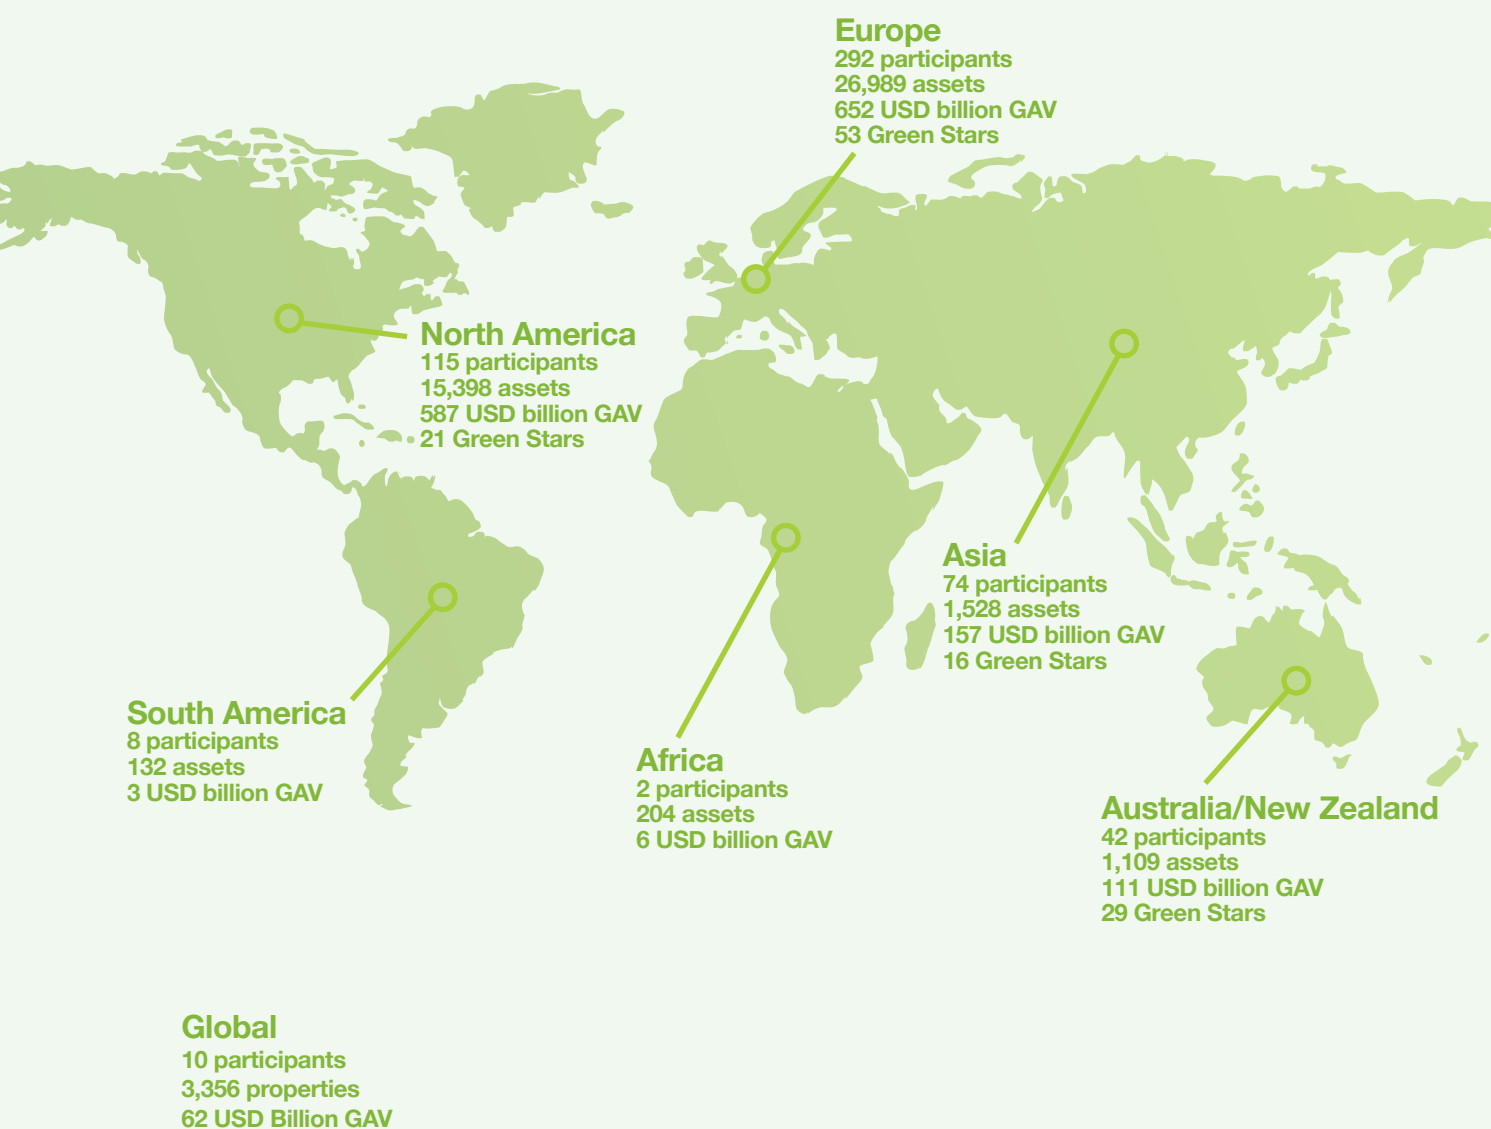 Europe
292 participants
26,989 assets
652 USD billion GAV
53 Green Stars
North America
115 participants
15,398 assets
587 USD billion GAV
21 Green Stars
Asia
74 participants
1,528 assets
157 USD billion GAV
16 Green Stars
South America
8 participants
132 assets
3 USD billion GAV
Africa
2 participants
204 assets
6 USD billion GAV
Australia/New Zealand
42 participants
1,109 assets
111 USD billion GAV
29 Green Stars
Global
10 participants
3,356 properties
62 USD Billion GAV